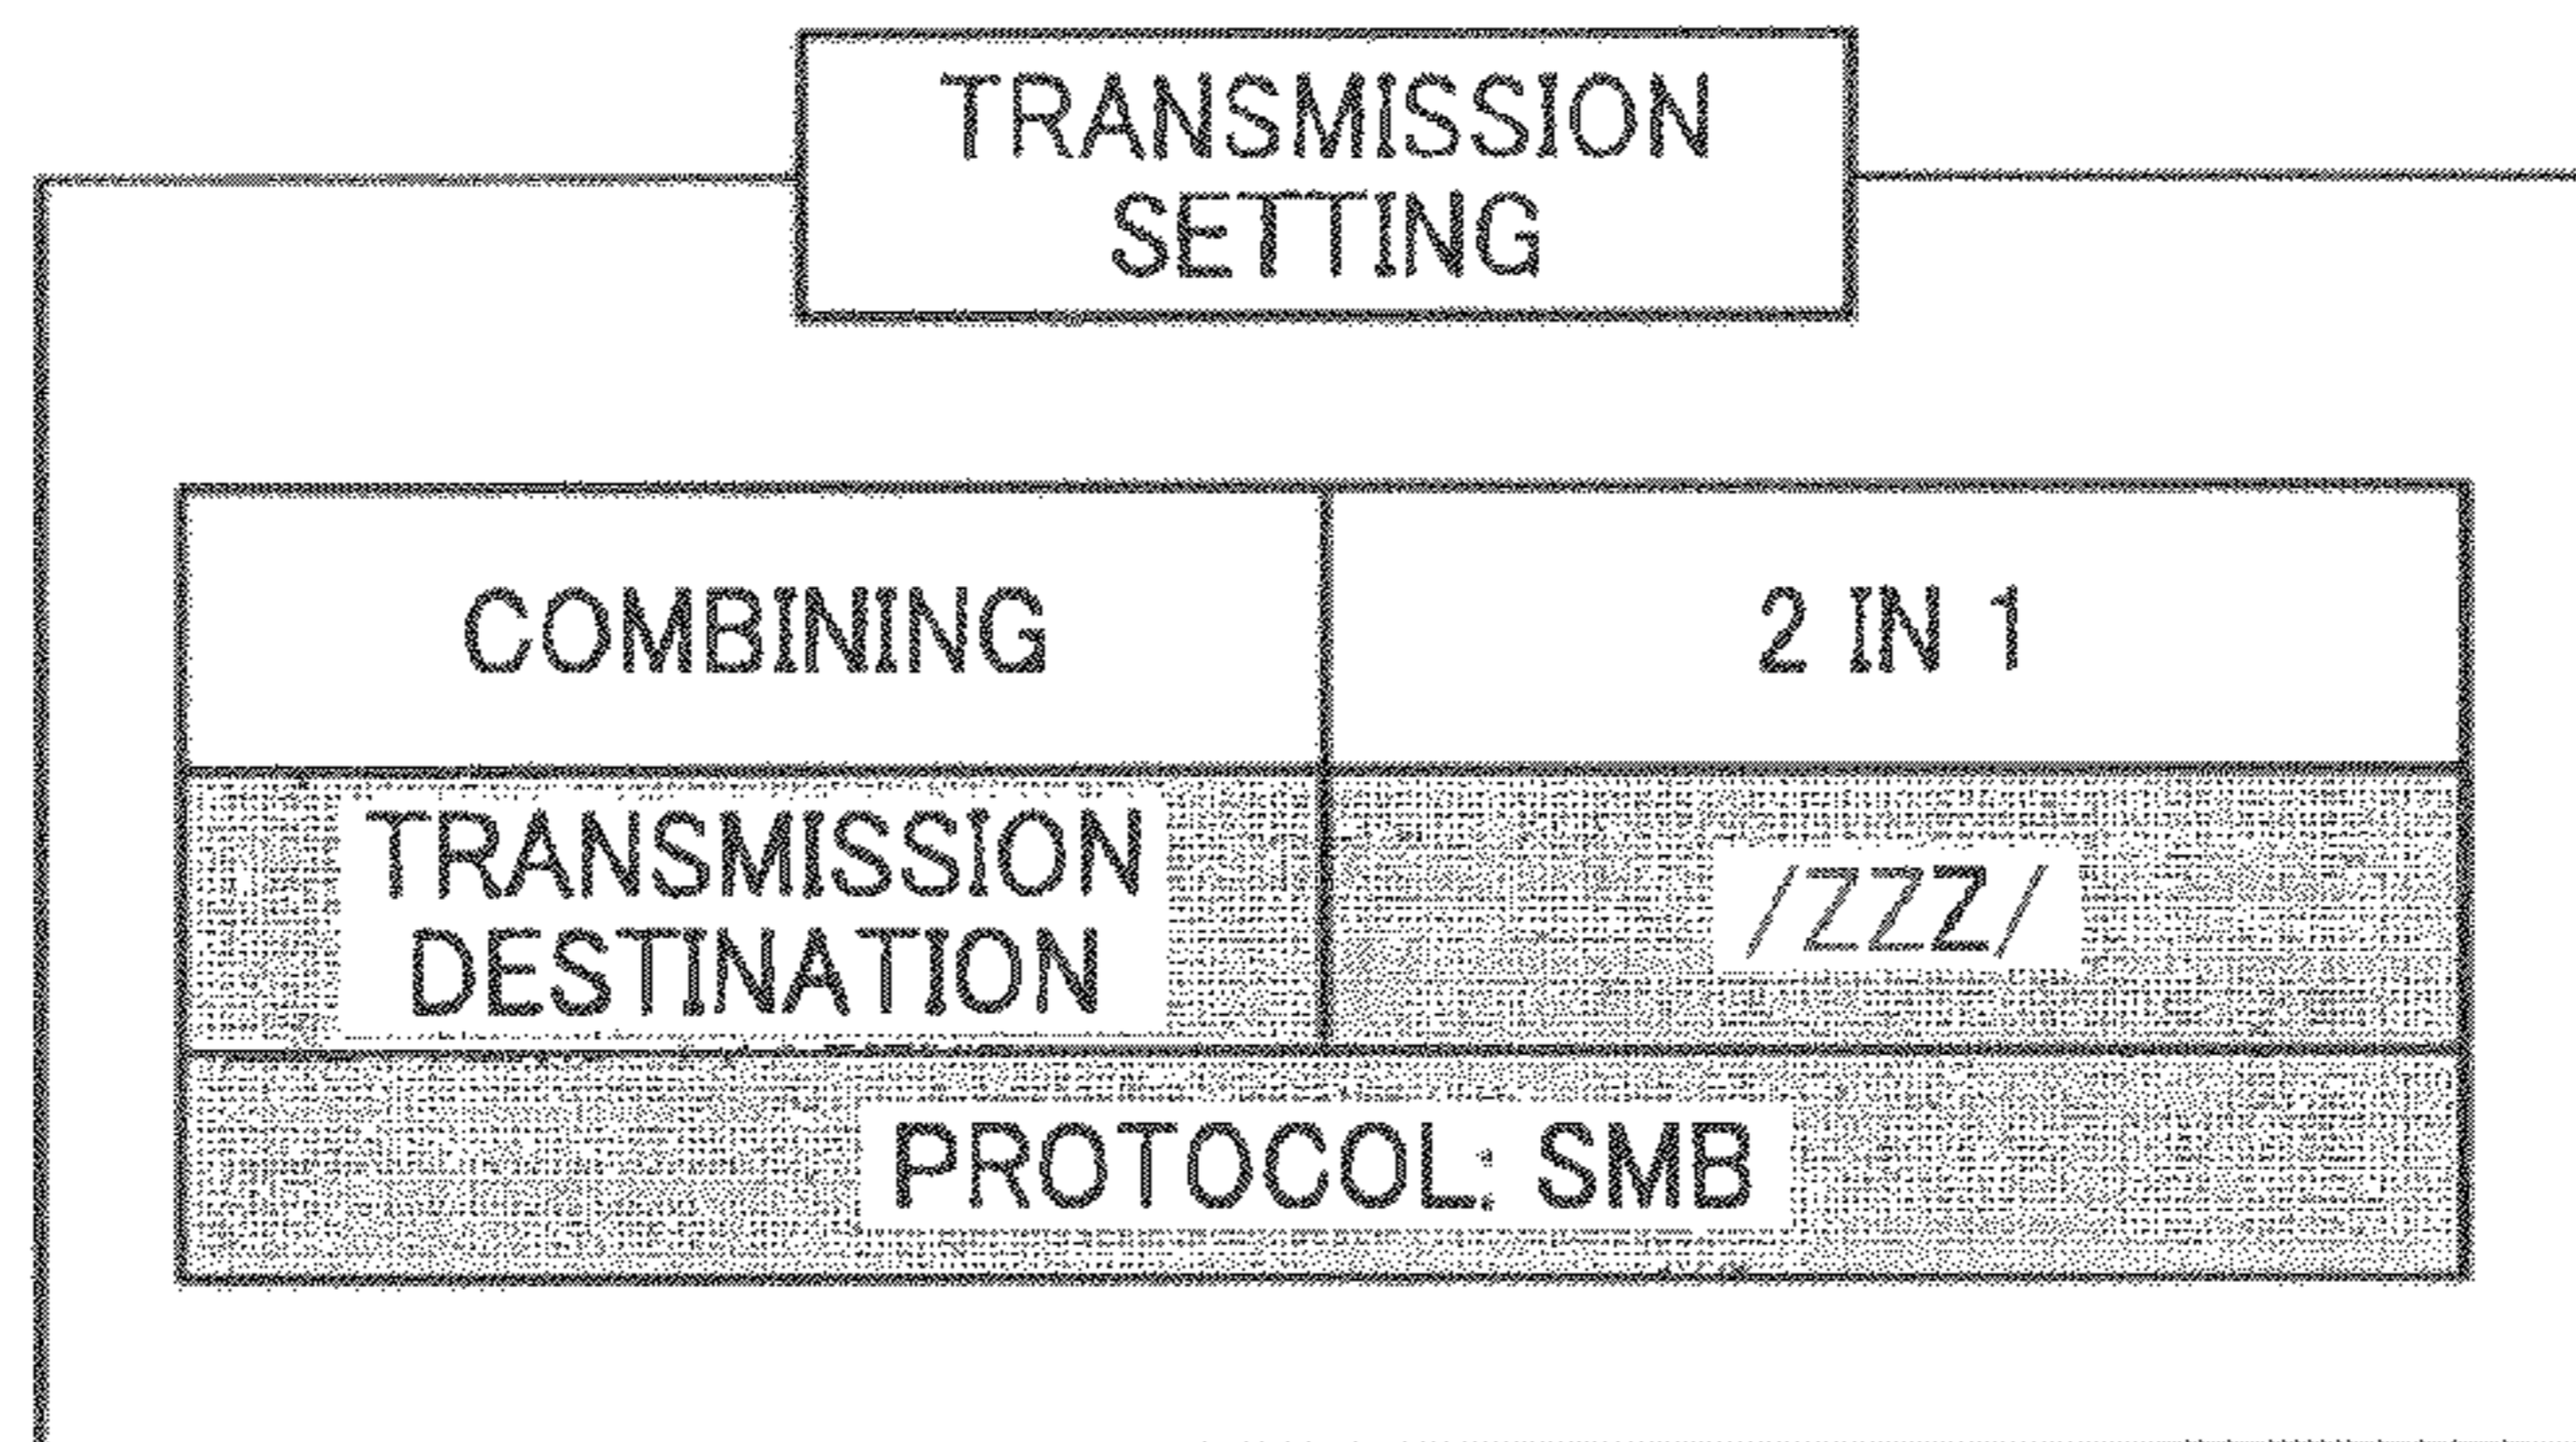 TRANSMISSION
SETTING
COMBINING
2 IN 1
TRANSMISSION
DESTINATION
/ZZZ/
PROTOCOL: SMB